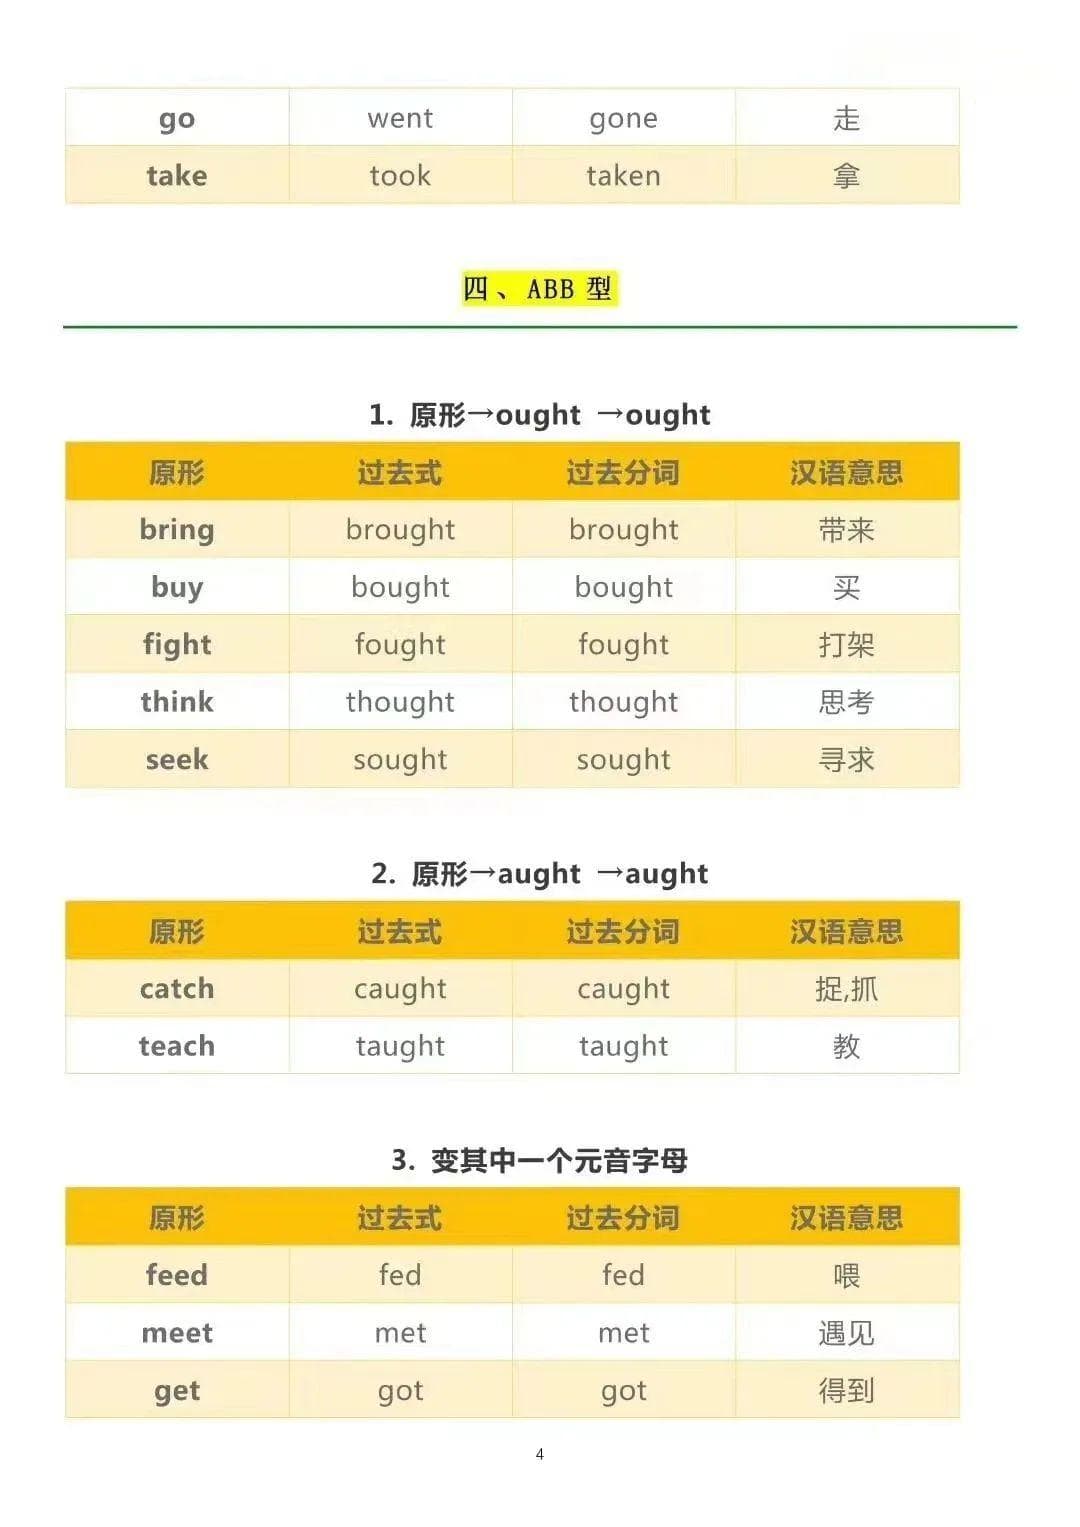 go went gone 走
take took taken 拿
四、ABB 型
1. 原形→ought →ought
原形 过去式 过去分词 汉语意思
bring brought brought 带来
buy bought bought 买
fight fought fought 打架
think thought thought 思考
seek sought sought 寻求
2. 原形→aught →aught
原形 过去式 过去分词 汉语意思
catch caught caught 捉,抓
teach taught taught 教
3. 变其中一个元音字母
原形 过去式 过去分词 汉语意思
feed fed fed 喂
meet met met 遇见
get got got 得到
4